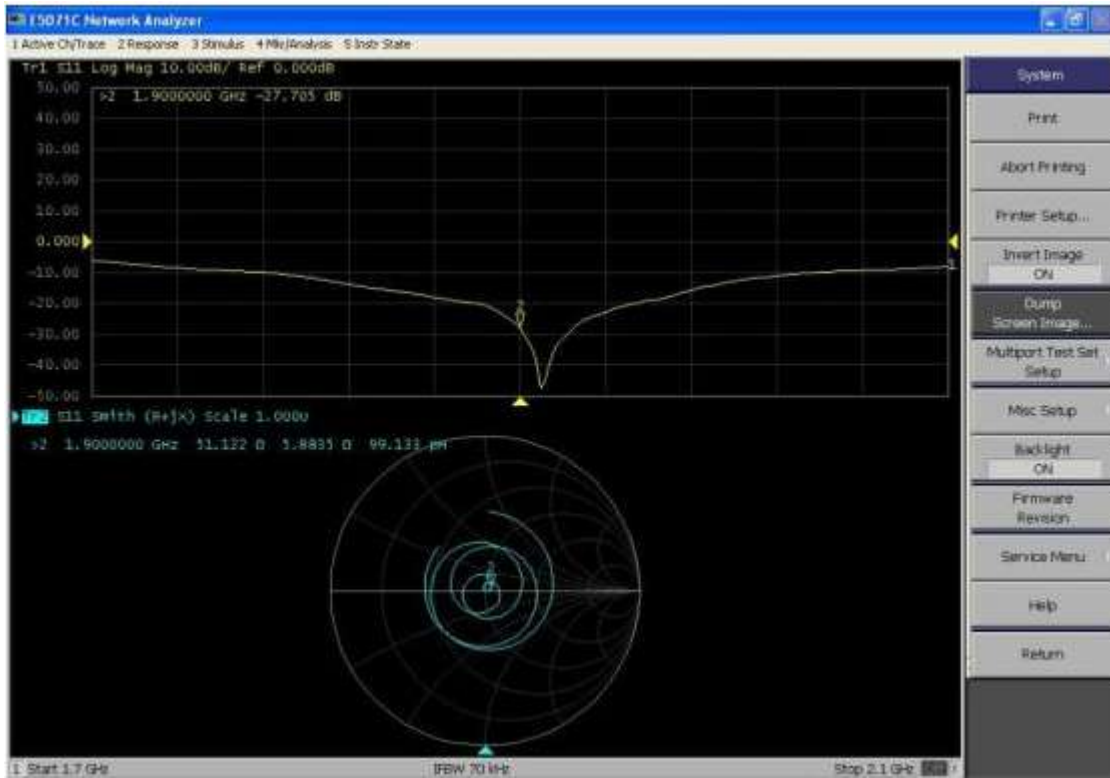 E5071C Network Analyzer
1 Active Ch/Trace 2 Response 3 Stimulus 4 Mkr/Analysis 5 Instr State
Tr1 S11 Log Mag 10.00dB/ Ref 0.000dB
>2 1.9000000 GHz -27.705 dB
50.00
40.00
30.00
20.00
10.00
0.000
-10.00
-20.00
-30.00
-40.00
-50.00
2
1
Tr2 S11 Smith (R+jX) Scale 1.000U
>2 1.9000000 GHz 51.122 Ω 5.8835 Ω 99.133 pH
2
System
Print
Abort Printing
Printer Setup...
Invert Image
ON
Dump
Screen Image...
Multiport Test Set
Setup
Misc Setup
Backlight
ON
Firmware
Revision
Service Menu
Help
Return
1 Start 1.7 GHz IFBW 70 kHz Stop 2.1 GHz